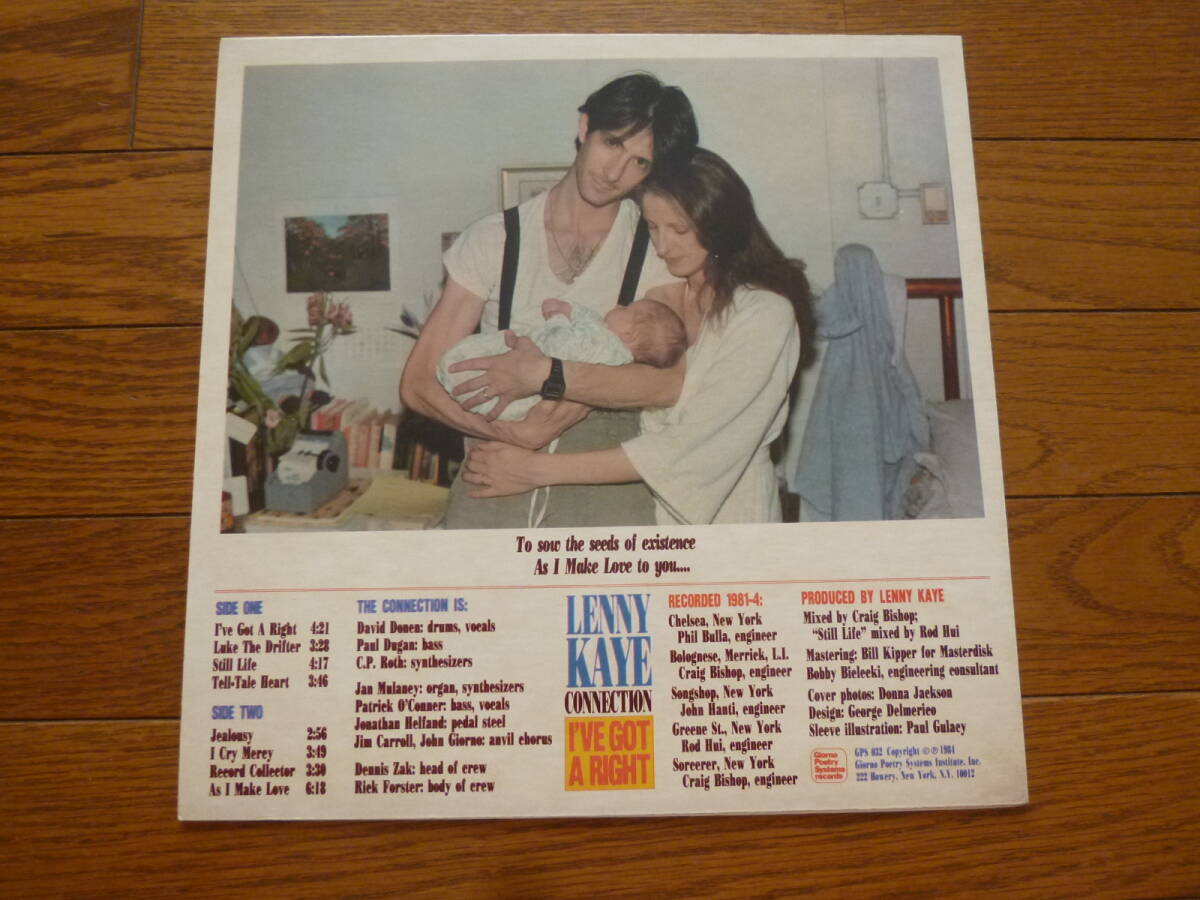 To sow the seeds of existence
As I Make Love to you....
SIDE ONE
I've Got A Right 4:21
Luke The Drifter 3:28
Still Life 4:17
Tell-Tale Heart 3:46
SIDE TWO
Jealousy 2:56
I Cry Mercy 3:49
Record Collector 3:30
As I Make Love 6:18
THE CONNECTION IS:
David Donen: drums, vocals
Paul Dugan: bass
C.P. Roth: synthesizers
Jan Mulaney: organ, synthesizers
Patrick O'Conner: bass, vocals
Jonathan Helfand: pedal steel
Jim Carroll, John Giorno: anvil chorus
Dennis Zak: head of crew
Rick Forster: body of crew
LENNY
KAYE
CONNECTION
I'VE GOT
A RIGHT
RECORDED 1981-4:
Chelsea, New York
Phil Bulla, engineer
Bolognese, Merrick, L.I.
Craig Bishop, engineer
Songshop, New York
John Hanti, engineer
Greene St., New York
Rod Hui, engineer
Sorcerer, New York
Craig Bishop, engineer
PRODUCED BY LENNY KAYE
Mixed by Craig Bishop;
"Still Life" mixed by Rod Hui
Mastering: Bill Kipper for Masterdisk
Bobby Bielecki, engineering consultant
Cover photos: Donna Jackson
Design: George Delmerico
Sleeve illustration: Paul Gulacy
Giorno
Poetry
Systems
records
GPS 032 Copyright ©℗ 1984
Giorno Poetry Systems Institute, Inc.
222 Bowery, New York, N.Y. 10012